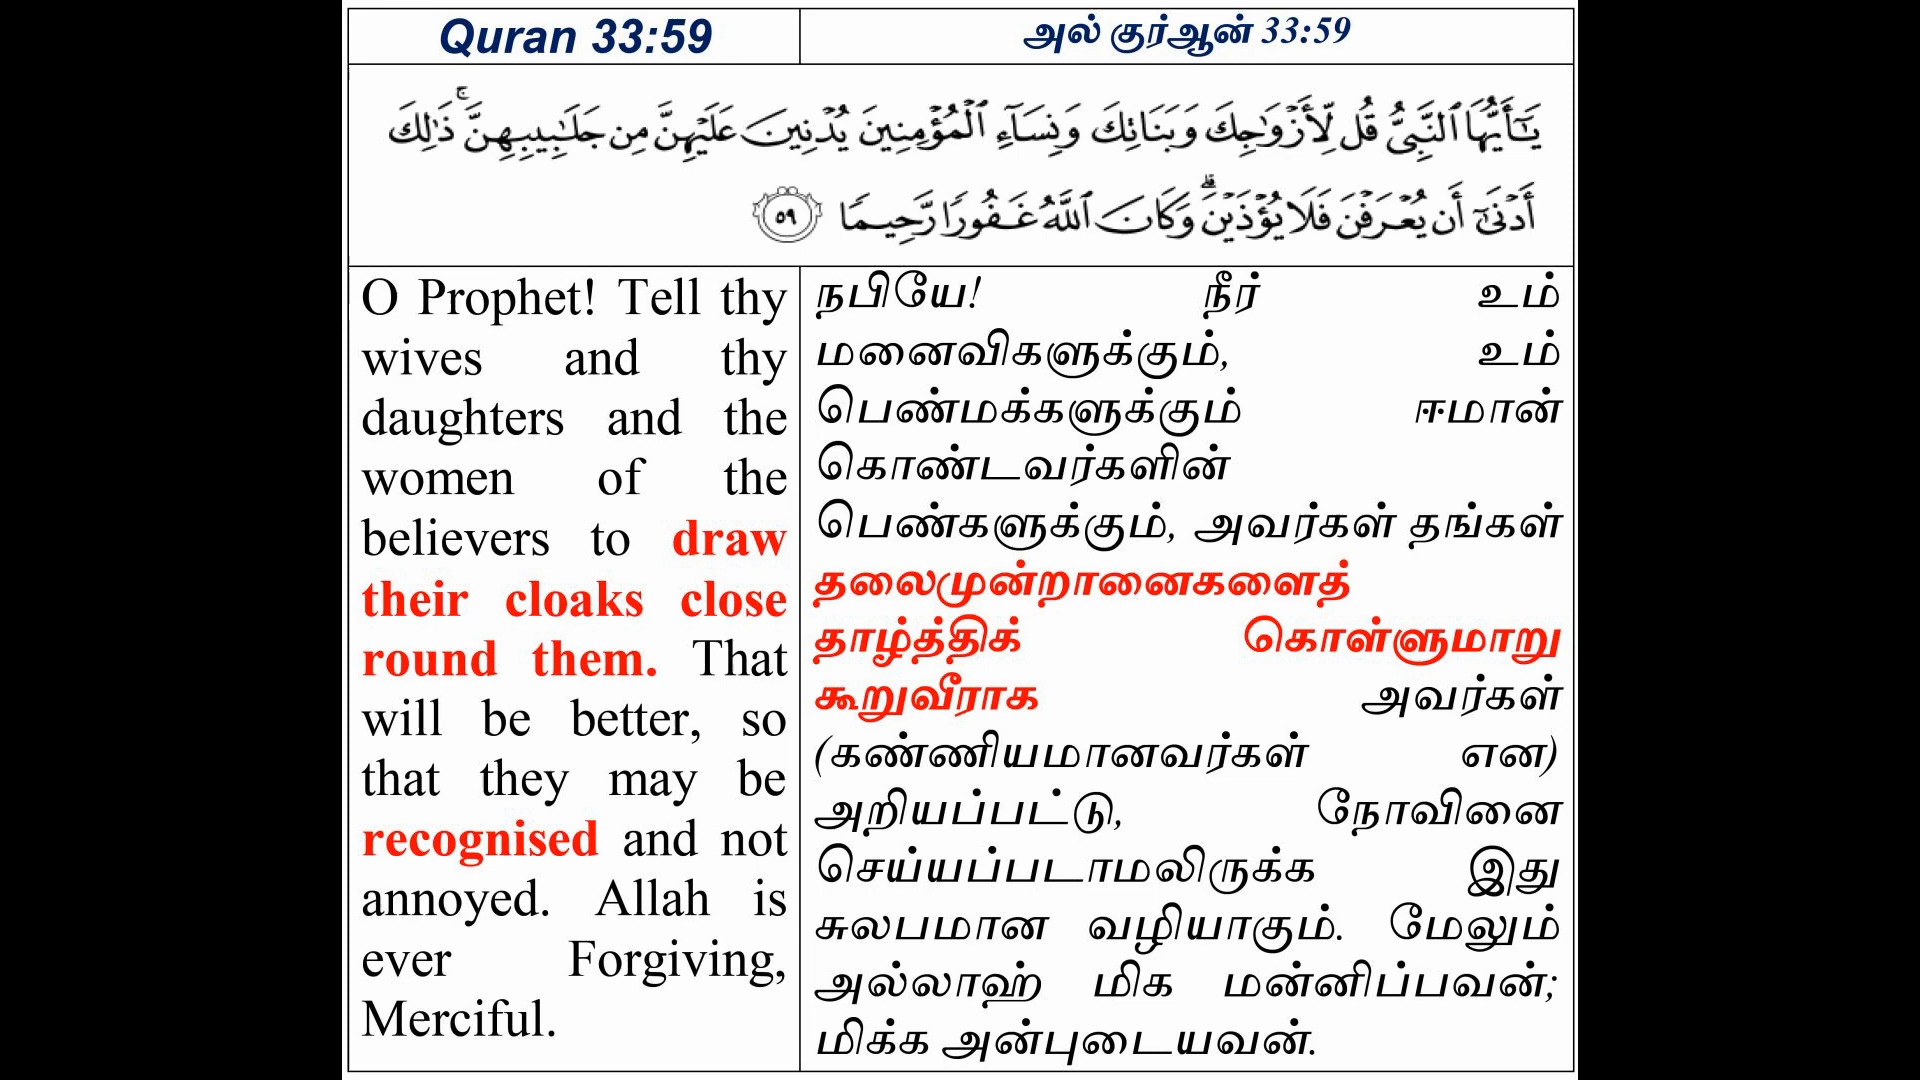 Quran 33:59
அல் குர்ஆன் 33:59
يَـٰٓأَيُّهَا ٱلنَّبِىُّ قُل لِّأَزْوَٰجِكَ وَبَنَاتِكَ وَنِسَآءِ ٱلْمُؤْمِنِينَ يُدْنِينَ عَلَيْهِنَّ مِن جَلَـٰبِيبِهِنَّ ۚ ذَٰلِكَ
أَدْنَىٰٓ أَن يُعْرَفْنَ فَلَا يُؤْذَيْنَ ۗ وَكَانَ ٱللَّهُ غَفُورًا رَّحِيمًا ٥٩
O Prophet! Tell thy
wives and thy
daughters and the
women of the
believers to draw
their cloaks close
round them. That
will be better, so
that they may be
recognised and not
annoyed. Allah is
ever Forgiving,
Merciful.
நபியே! நீர் உம்
மனைவிகளுக்கும், உம்
பெண்மக்களுக்கும் ஈமான்
கொண்டவர்களின்
பெண்களுக்கும், அவர்கள் தங்கள்
தலைமுன்றானைகளைத்
தாழ்த்திக் கொள்ளுமாறு
கூறுவீராக அவர்கள்
(கண்ணியமானவர்கள் என)
அறியப்பட்டு, நோவினை
செய்யப்படாமலிருக்க இது
சுலபமான வழியாகும். மேலும்
அல்லாஹ் மிக மன்னிப்பவன்;
மிக்க அன்புடையவன்.